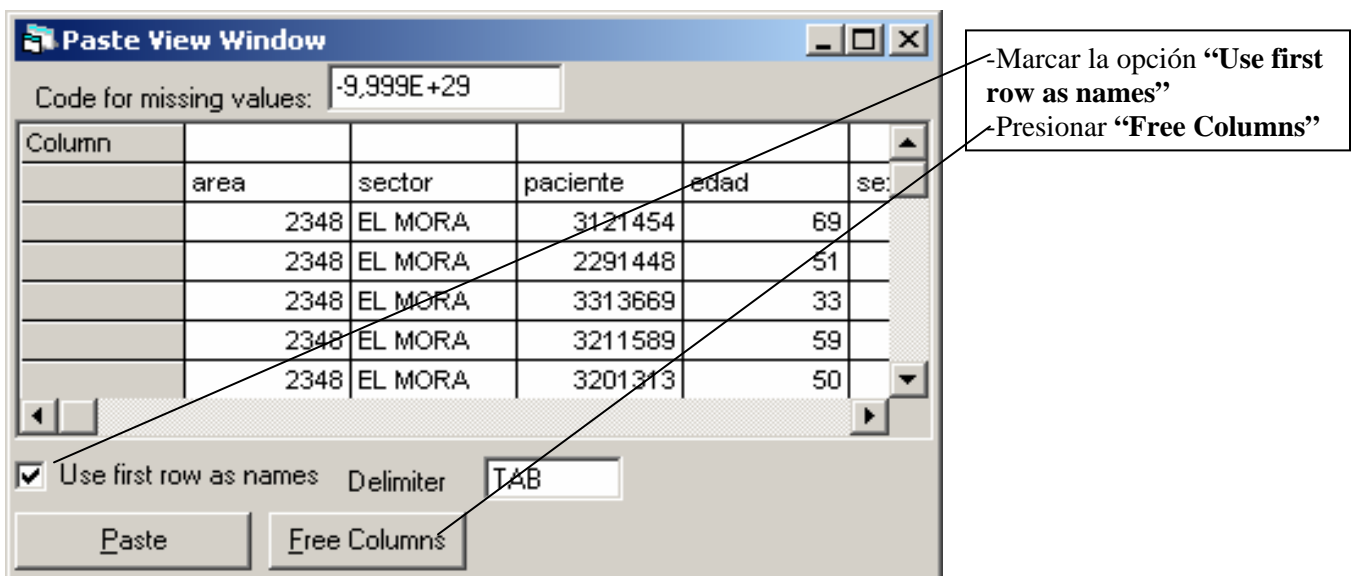 Paste View Window
Code for missing values: -9,999E+29
Column
area sector paciente edad se
2348 EL MORA 3121454 69
2348 EL MORA 2291448 51
2348 EL MORA 3313669 33
2348 EL MORA 3211589 59
2348 EL MORA 3201313 50
Use first row as names Delimiter TAB
Paste Free Columns
-Marcar la opción “Use first
row as names”
-Presionar “Free Columns”